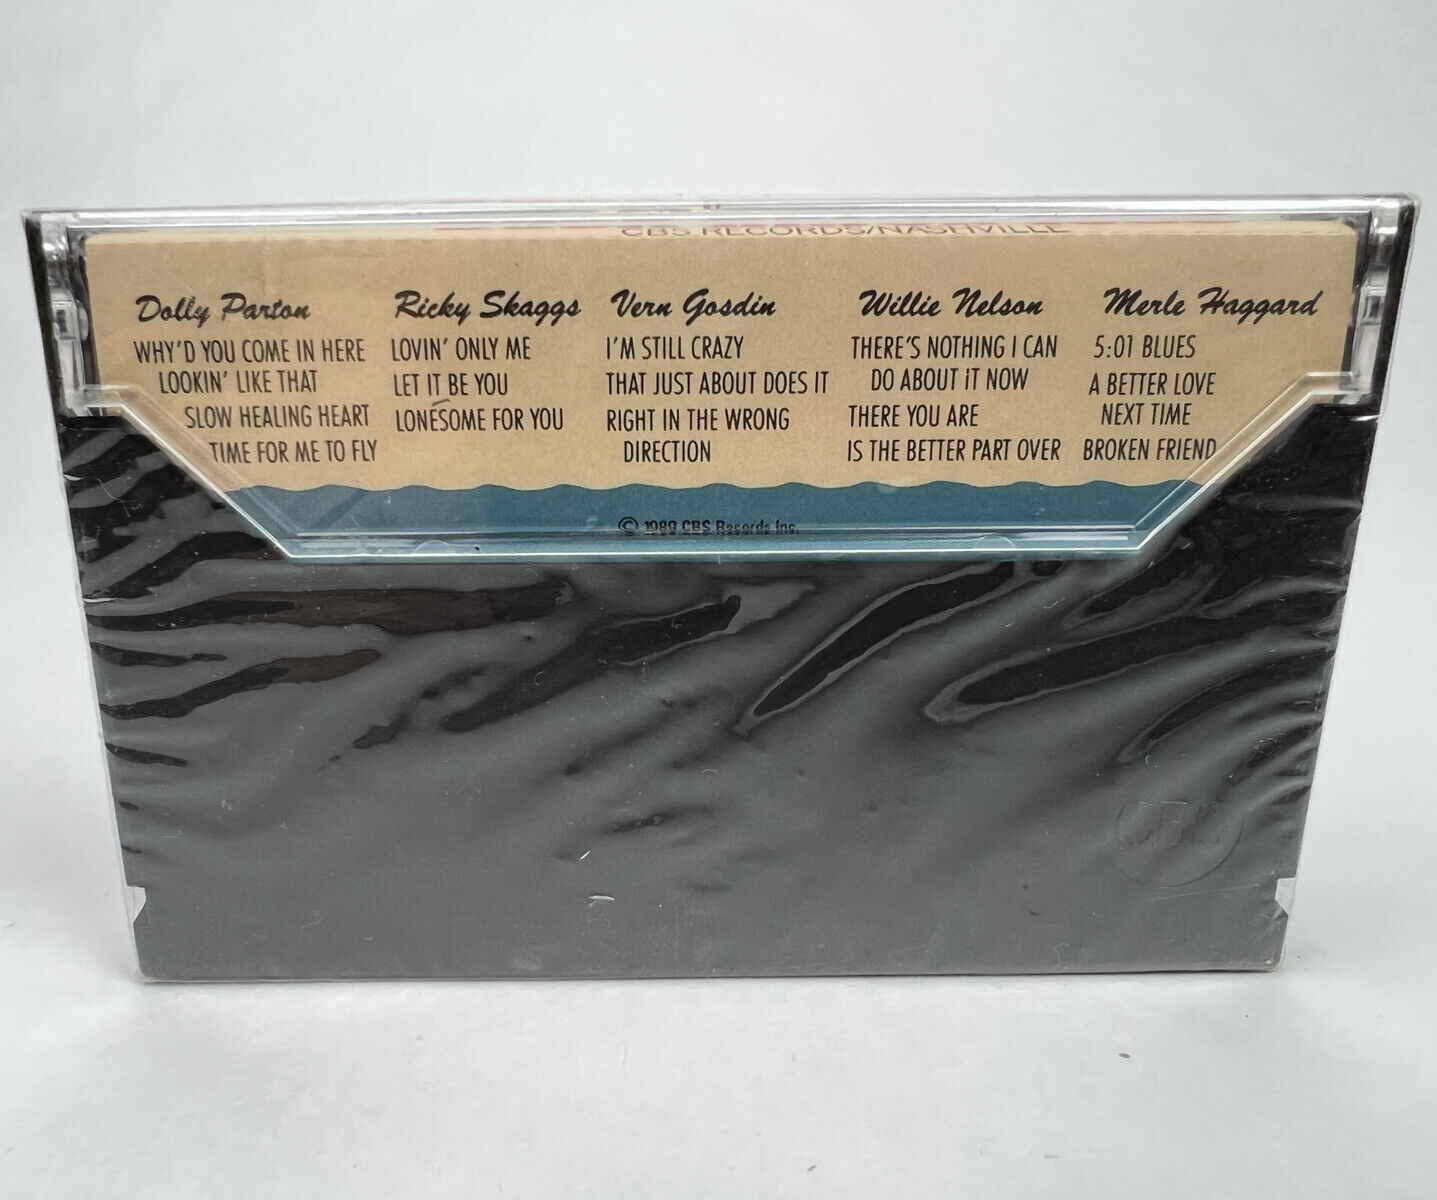 CBS RECORDS/NASHVILLE
Dolly Parton
WHY'D YOU COME IN HERE
LOOKIN' LIKE THAT
SLOW HEALING HEART
TIME FOR ME TO FLY
Ricky Skaggs
LOVIN' ONLY ME
LET IT BE YOU
LONESOME FOR YOU
Vern Gosdin
I'M STILL CRAZY
THAT JUST ABOUT DOES IT
RIGHT IN THE WRONG
DIRECTION
Willie Nelson
THERE'S NOTHING I CAN
DO ABOUT IT NOW
THERE YOU ARE
IS THE BETTER PART OVER
Merle Haggard
5:01 BLUES
A BETTER LOVE
NEXT TIME
BROKEN FRIEND
© 1989 CBS Records Inc.
CBS